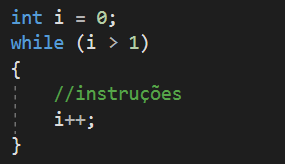 int i = 0;
while (i > 1)
{
    //instruções
    i++;
}